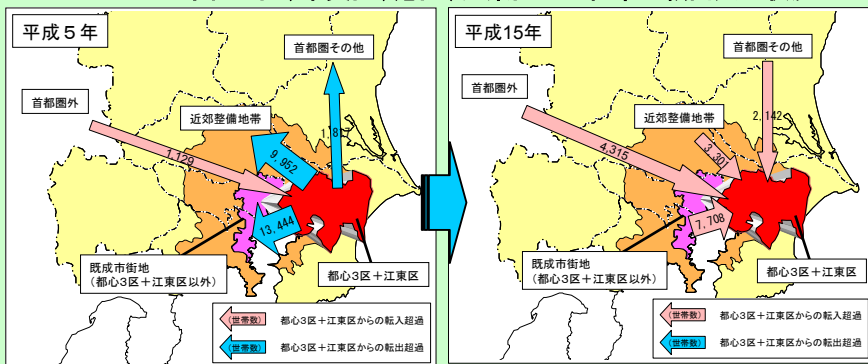 平成５年
首都圏その他
首都圏外
近郊整備地帯
1,129
9,952
13,444
既成市街地
(都心３区＋江東区以外)
都心３区＋江東区
(世帯数) 都心３区＋江東区からの転入超過
(世帯数) 都心３区＋江東区からの転出超過
平成15年
首都圏その他
首都圏外
近郊整備地帯
2,142
4,315
7,708
既成市街地
(都心３区＋江東区以外)
都心３区＋江東区
(世帯数) 都心３区＋江東区からの転入超過
(世帯数) 都心３区＋江東区からの転出超過